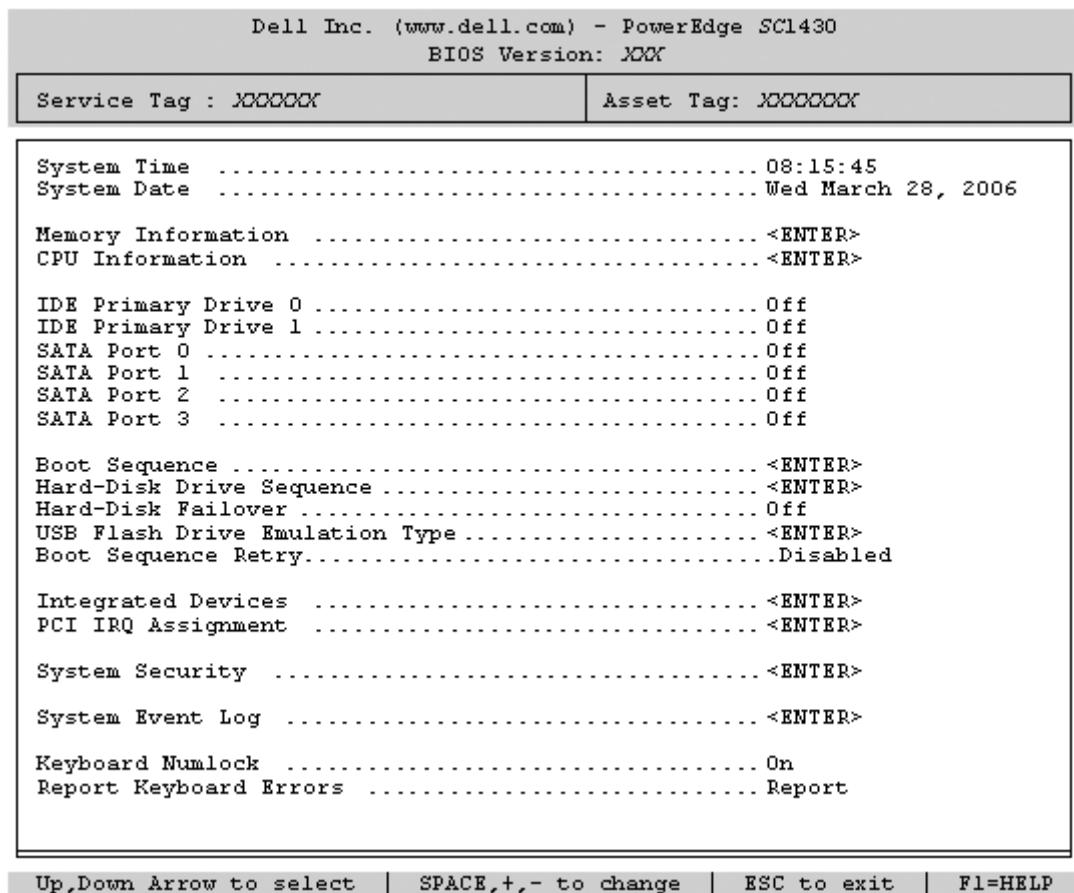 Dell Inc. (www.dell.com) - PowerEdge SC1430
BIOS Version: XXX
Service Tag : XXXXXX
Asset Tag: XXXXXXX
System Time ........................................ 08:15:45
System Date ........................................ Wed March 28, 2006
Memory Information ................................. <ENTER>
CPU Information .................................... <ENTER>
IDE Primary Drive 0 ................................. Off
IDE Primary Drive 1 ................................. Off
SATA Port 0 ......................................... Off
SATA Port 1 ........................................ Off
SATA Port 2 ........................................ Off
SATA Port 3 ........................................ Off
Boot Sequence ....................................... <ENTER>
Hard-Disk Drive Sequence ............................ <ENTER>
Hard-Disk Failover .................................. Off
USB Flash Drive Emulation Type ...................... <ENTER>
Boot Sequence Retry...................................Disabled
Integrated Devices ................................. <ENTER>
PCI IRQ Assignment ................................. <ENTER>
System Security .................................... <ENTER>
System Event Log ................................... <ENTER>
Keyboard Numlock ................................... On
Report Keyboard Errors ............................. Report
Up,Down Arrow to select | SPACE,+,- to change | ESC to exit | F1=HELP